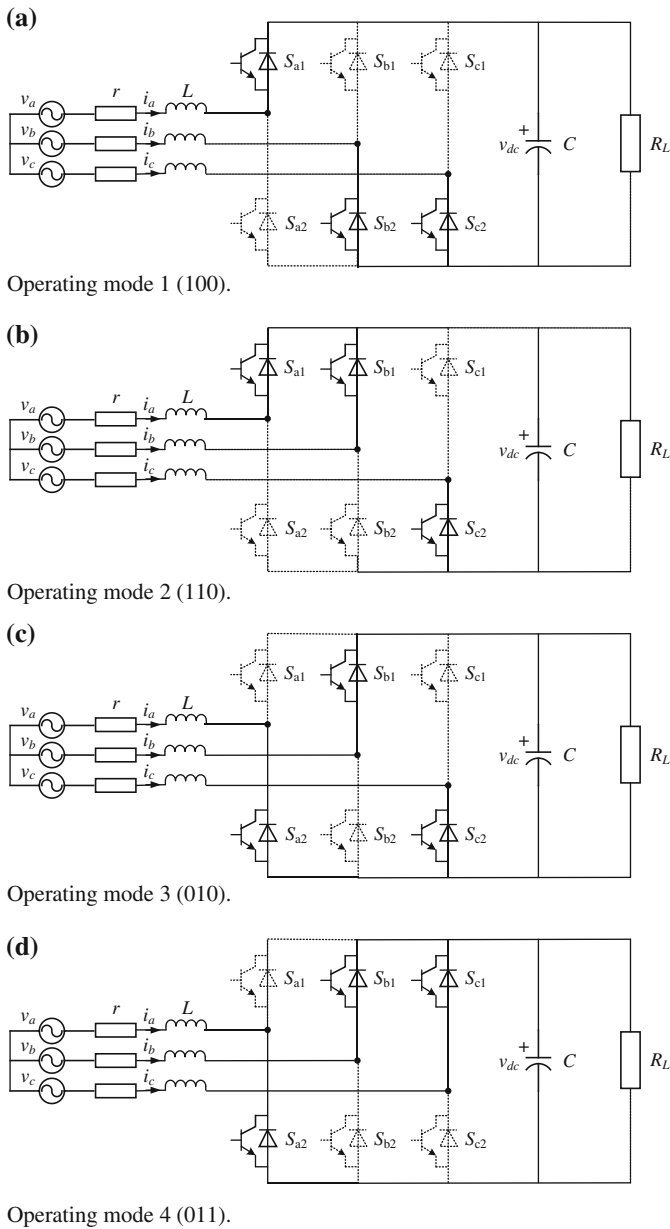 (a)
S_a1 S_b1 S_c1
v_a r i_a L
v_b i_b
v_c i_c
v_dc + C R_L
S_a2 S_b2 S_c2
Operating mode 1 (100).
(b)
S_a1 S_b1 S_c1
v_a r i_a L
v_b i_b
v_c i_c
v_dc + C R_L
S_a2 S_b2 S_c2
Operating mode 2 (110).
(c)
S_a1 S_b1 S_c1
v_a r i_a L
v_b i_b
v_c i_c
v_dc + C R_L
S_a2 S_b2 S_c2
Operating mode 3 (010).
(d)
S_a1 S_b1 S_c1
v_a r i_a L
v_b i_b
v_c i_c
v_dc + C R_L
S_a2 S_b2 S_c2
Operating mode 4 (011).